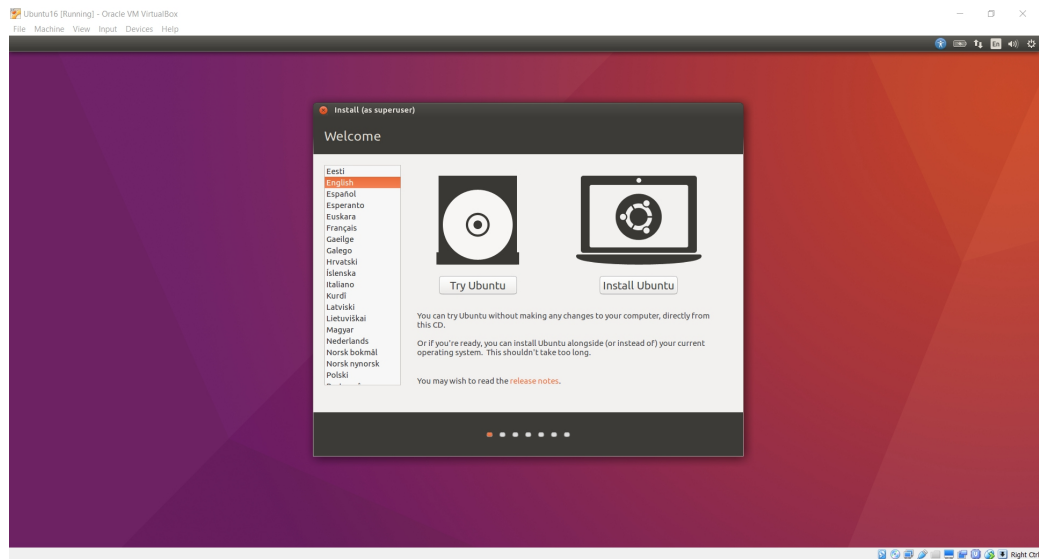 Ubuntu16 [Running] - Oracle VM VirtualBox
File Machine View Input Devices Help
En
Install (as superuser)
Welcome
Eesti
English
Español
Esperanto
Euskara
Français
Gaeilge
Galego
Hrvatski
Íslenska
Italiano
Kurdî
Latviski
Lietuviškai
Magyar
Nederlands
Norsk bokmål
Norsk nynorsk
Polski
Try Ubuntu
Install Ubuntu
You can try Ubuntu without making any changes to your computer, directly from
this CD.
Or if you're ready, you can install Ubuntu alongside (or instead of) your current
operating system. This shouldn't take too long.
You may wish to read the release notes.
Right Ctrl